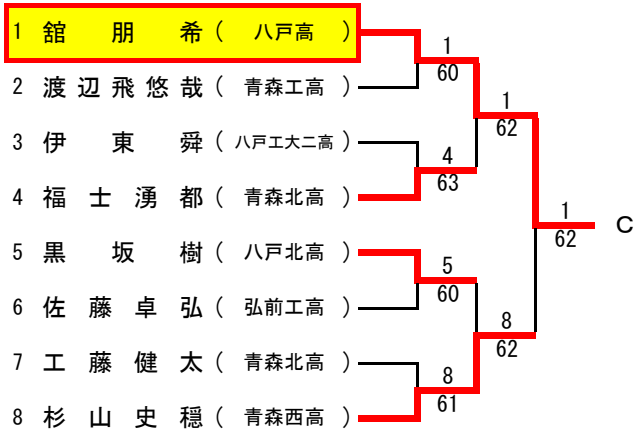 1 舘 朋 希 ( 八戸高 )
1
60
2 渡辺飛悠哉 ( 青森工高 )
1
62
3 伊 東 舜 ( 八戸工大二高 )
4
63
4 福 士 湧 都 ( 青森北高 )
1
62
C
5 黒 坂 樹 ( 八戸北高 )
5
60
6 佐 藤 卓 弘 ( 弘前工高 )
8
62
7 工 藤 健 太 ( 青森北高 )
8
61
8 杉 山 史 穏 ( 青森西高 )